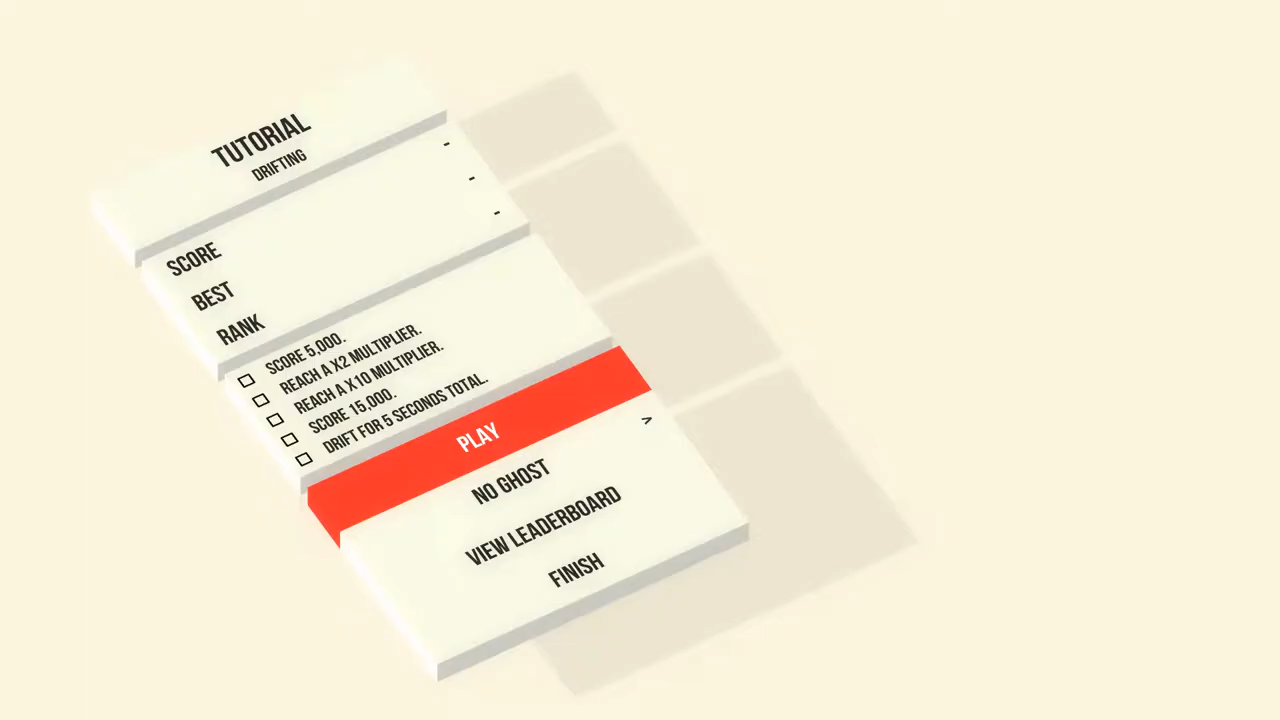 TUTORIAL
DRIFTING
SCORE -
BEST -
RANK -
SCORE 5,000.
REACH A X2 MULTIPLIER.
REACH A X10 MULTIPLIER.
SCORE 15,000.
DRIFT FOR 5 SECONDS TOTAL.
PLAY
NO GHOST >
VIEW LEADERBOARD
FINISH